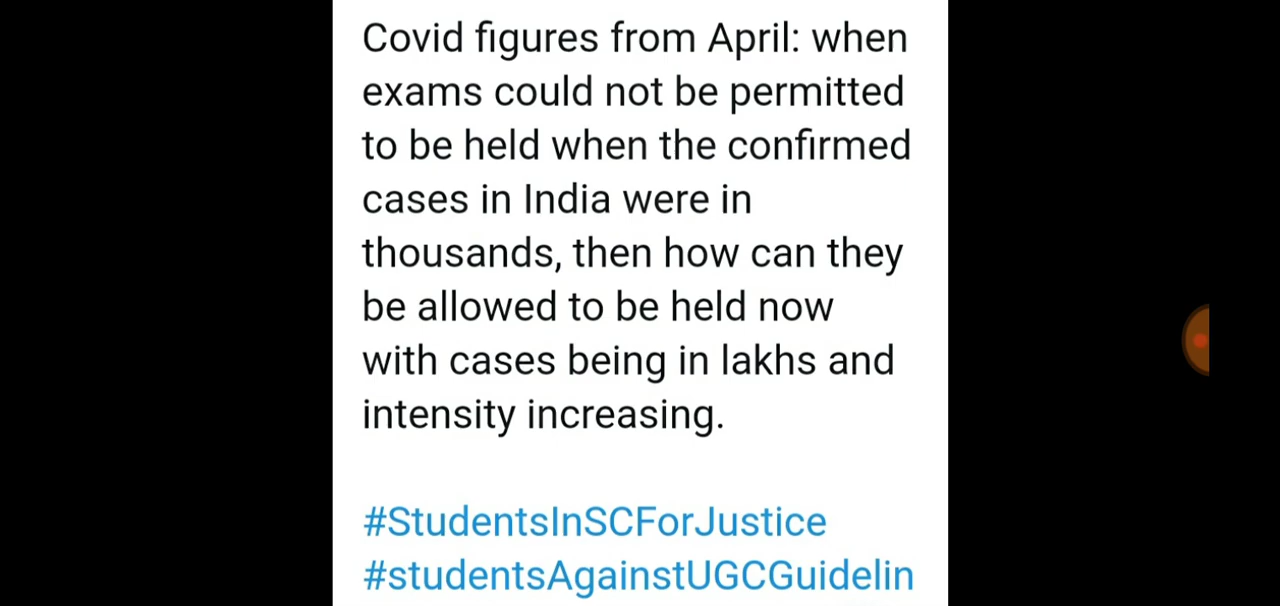 Covid figures from April: when
exams could not be permitted
to be held when the confirmed
cases in India were in
thousands, then how can they
be allowed to be held now
with cases being in lakhs and
intensity increasing.
#StudentsInSCForJustice
#studentsAgainstUGCGuidelin